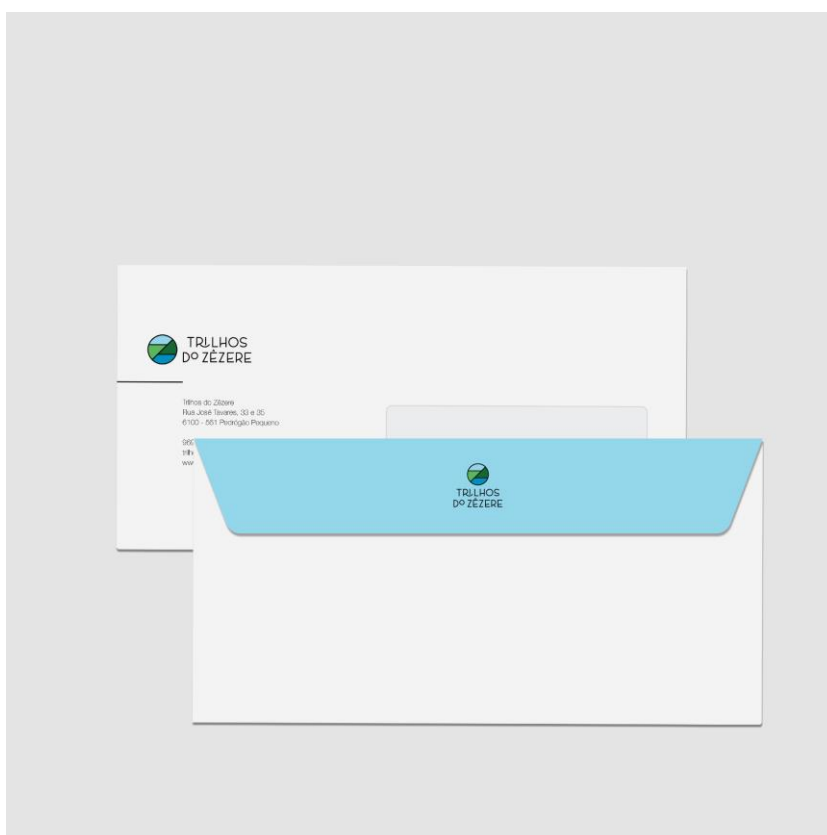 TRILHOS
DO ZÊZERE
Trilhos do Zêzere
Rua José Tavares, 33 e 35
6100 - 561 Pedrógão Pequeno
TRILHOS
DO ZÊZERE